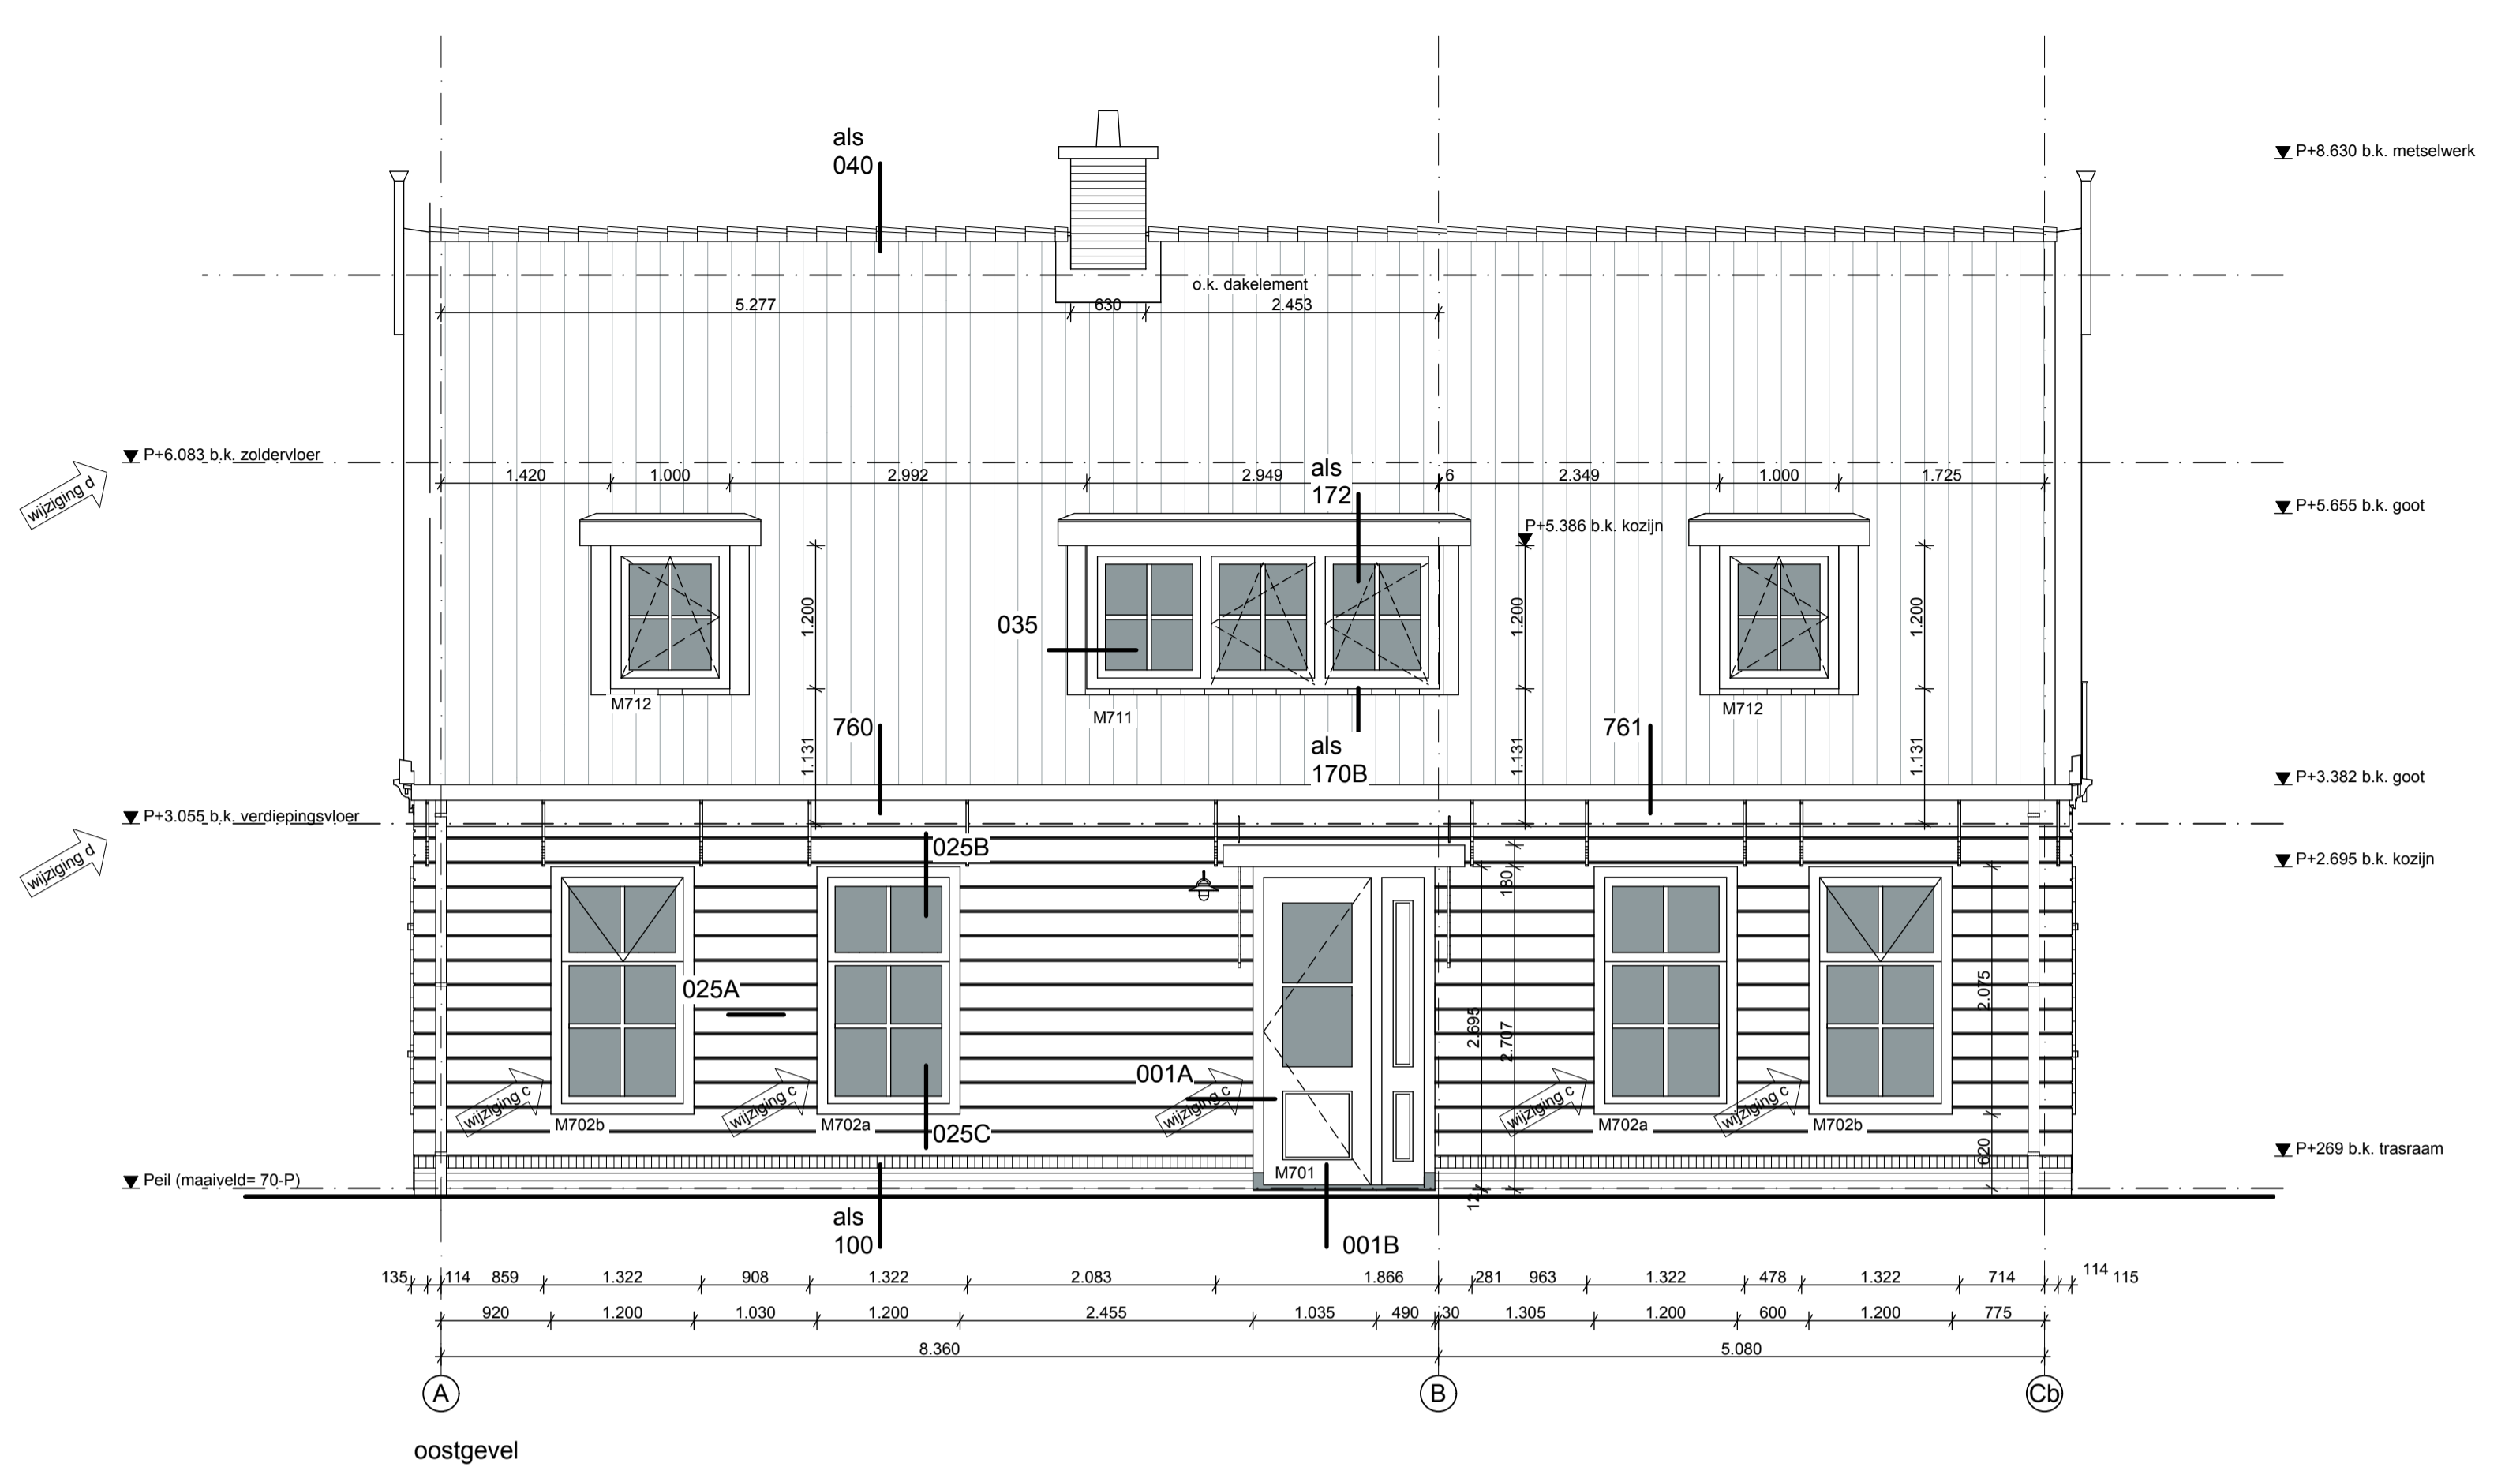 als
040
P+8.630 b.k. metselwerk
o.k. dakelement
5.277
630
2.453
P+6.083 b.k. zoldervloer
wijziging d
1.420
1.000
2.992
2.949
als
172
6
2.349
1.000
1.725
P+5.655 b.k. goot
P+5.386 b.k. kozijn
1.200
035
1.200
1.200
M712
M711
M712
760
761
1.131
als
170B
1.131
1.131
P+3.382 b.k. goot
P+3.055 b.k. verdiepingsvloer
wijziging d
025B
P+2.695 b.k. kozijn
180
025A
2.075
2.695
2.707
001A
wijziging c
wijziging c
wijziging c
wijziging c
wijziging c
M702b
M702a
025C
M702a
M702b
P+269 b.k. trasraam
620
M701
Peil (maaiveld= 70-P)
12
als
100
001B
135
114
859
1.322
908
1.322
2.083
1.866
281
963
1.322
478
1.322
714
114
115
920
1.200
1.030
1.200
2.455
1.035
490
30
1.305
1.200
600
1.200
775
8.360
5.080
A
B
Cb
oostgevel